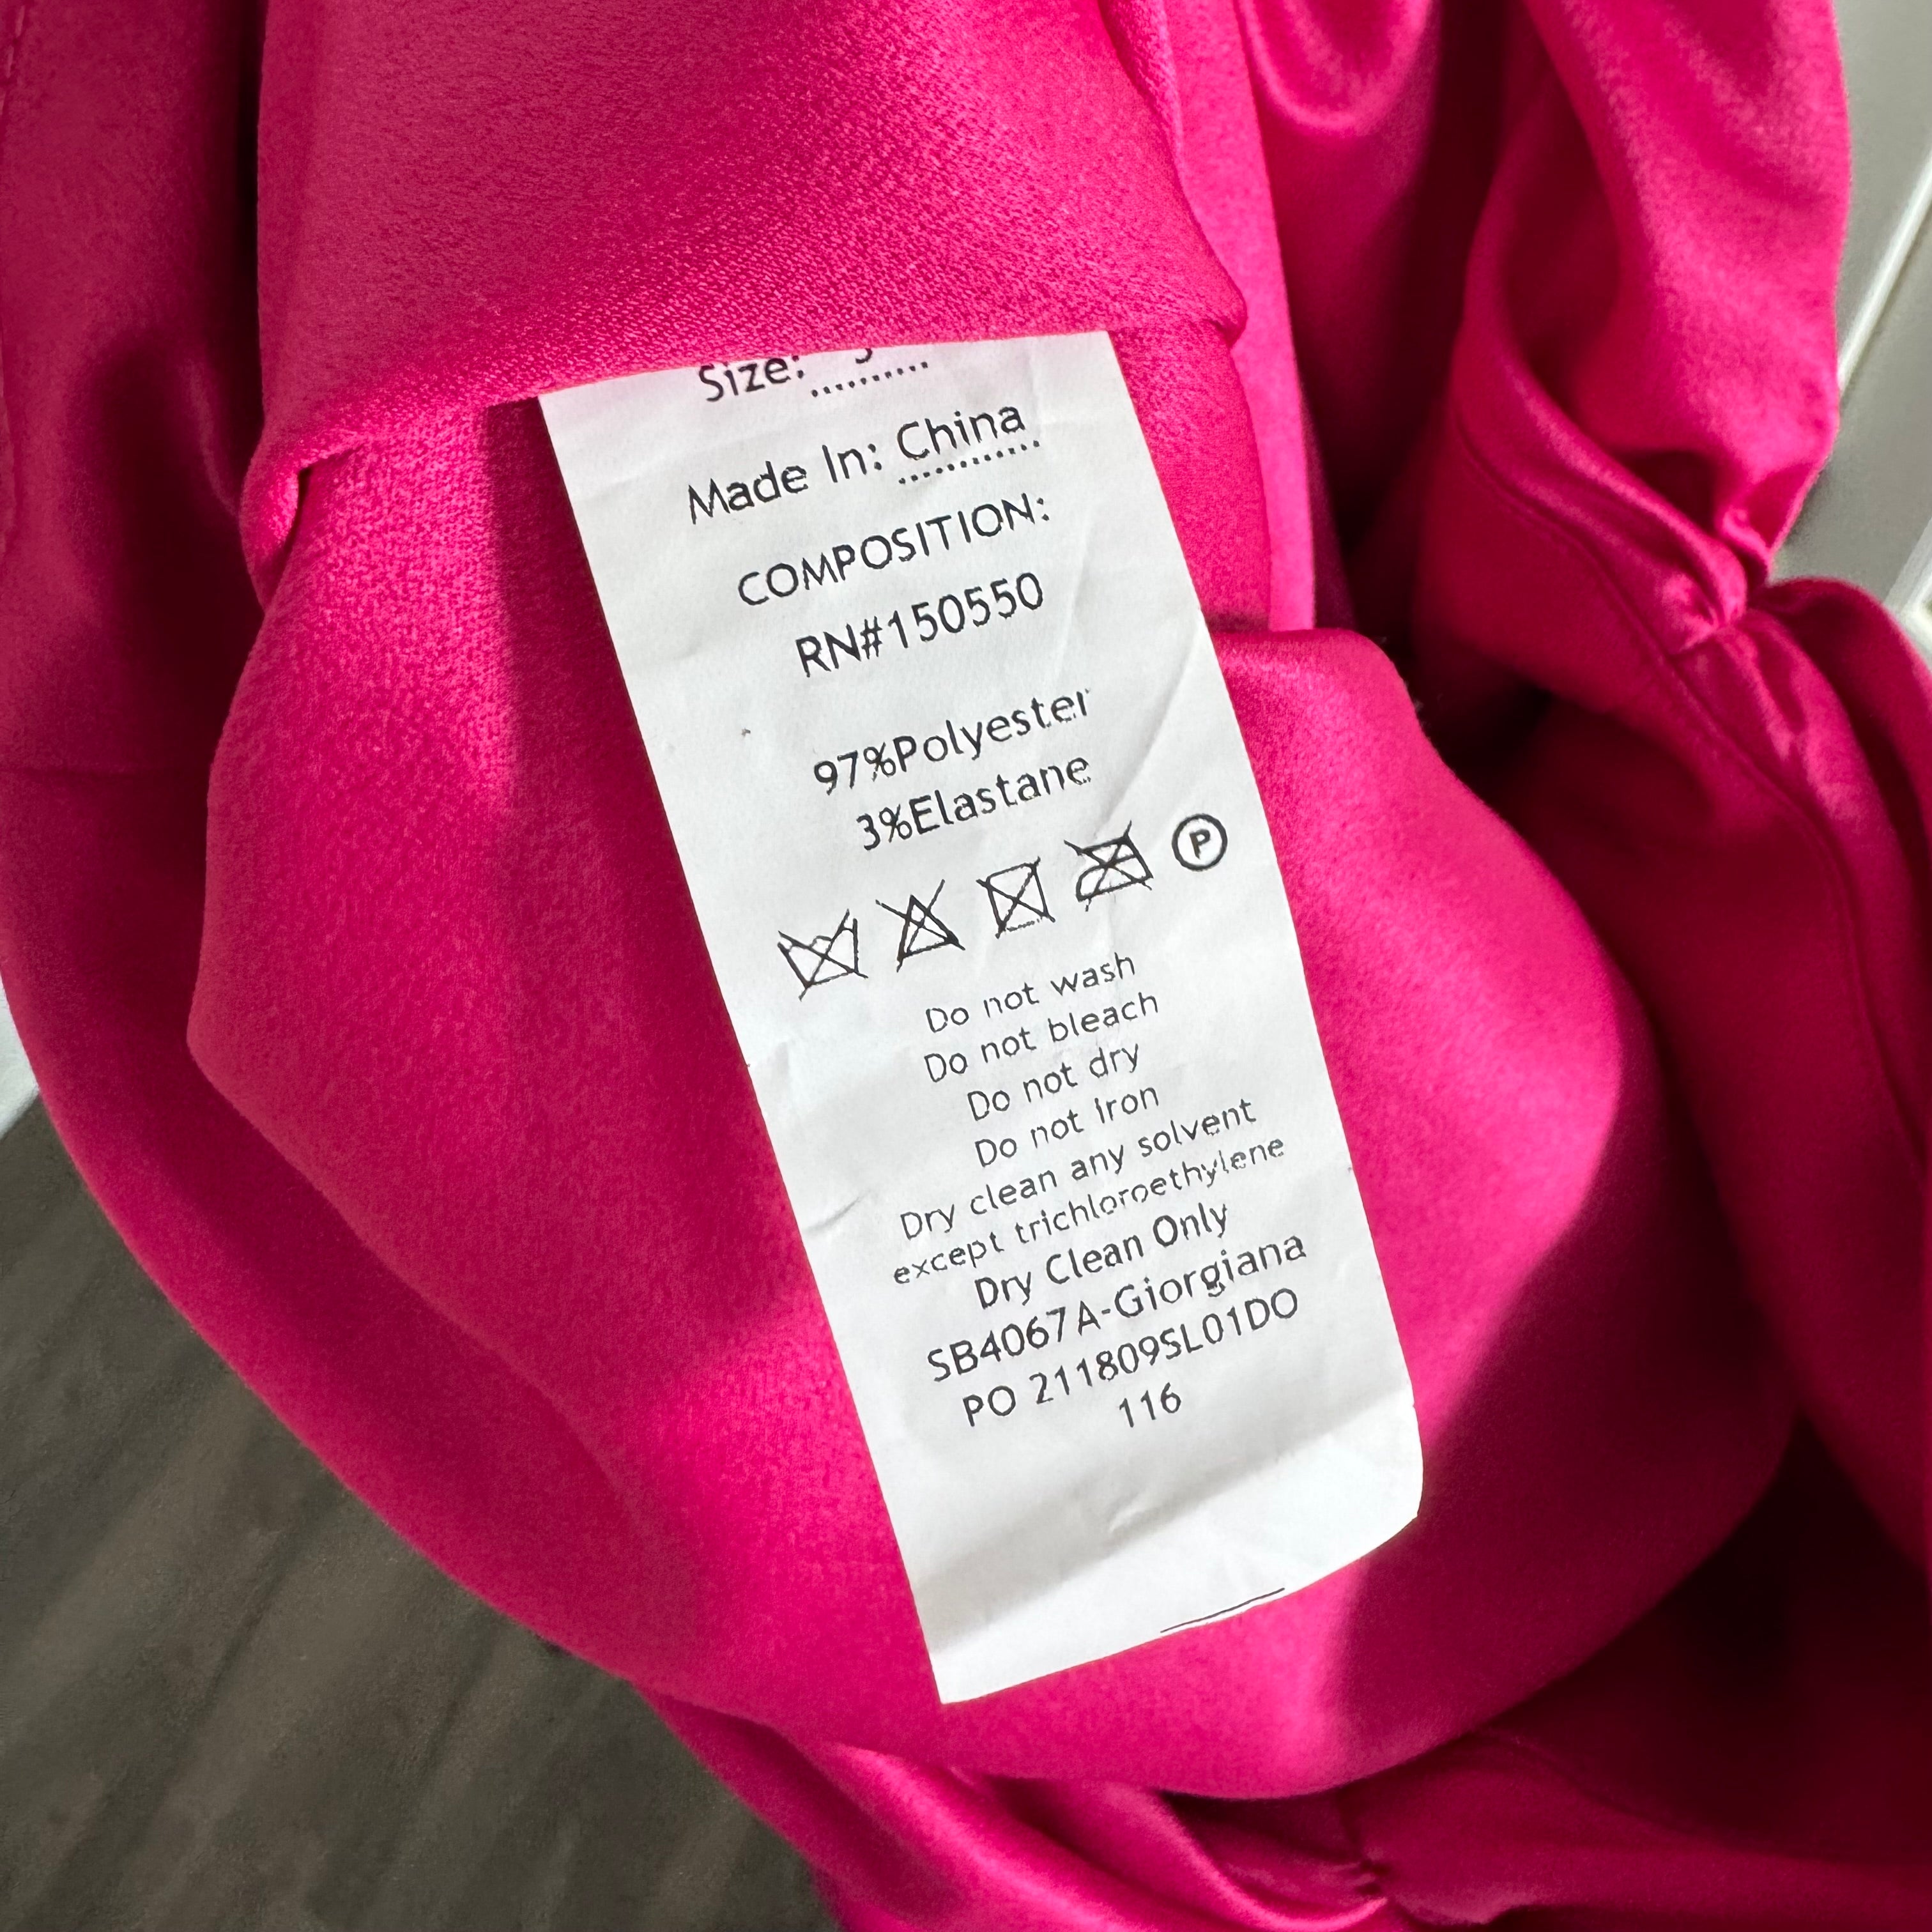 Size:
Made In: China
COMPOSITION:
RN#150550
97%Polyester
3%Elastane
P
Do not wash
Do not bleach
Do not dry
Do not iron
Dry clean any solvent
except trichloroethylene
Dry Clean Only
SB4067A-Giorgiana
PO 211809SL01DO
116